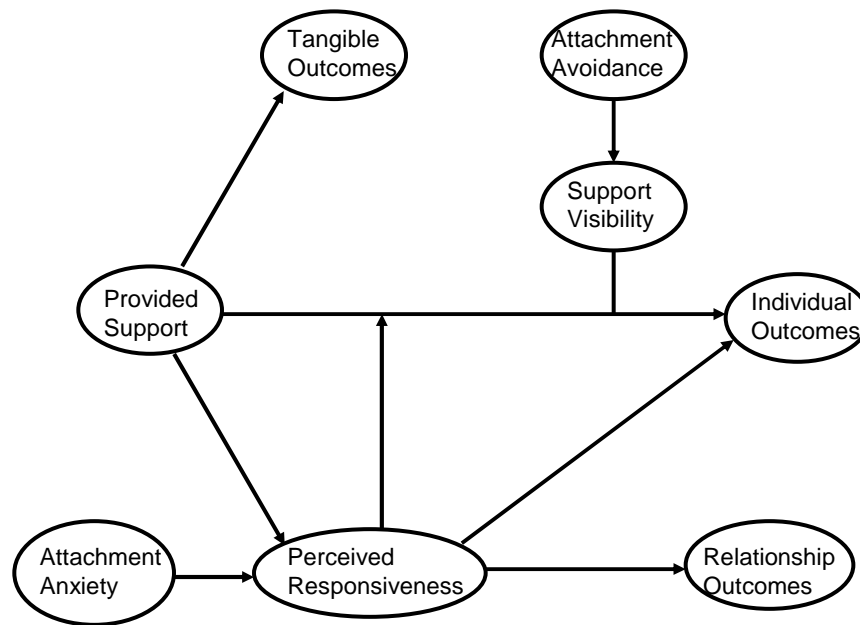 Tangible
Outcomes
Attachment
Avoidance
Support
Visibility
Provided
Support
Individual
Outcomes
Attachment
Anxiety
Perceived
Responsiveness
Relationship
Outcomes